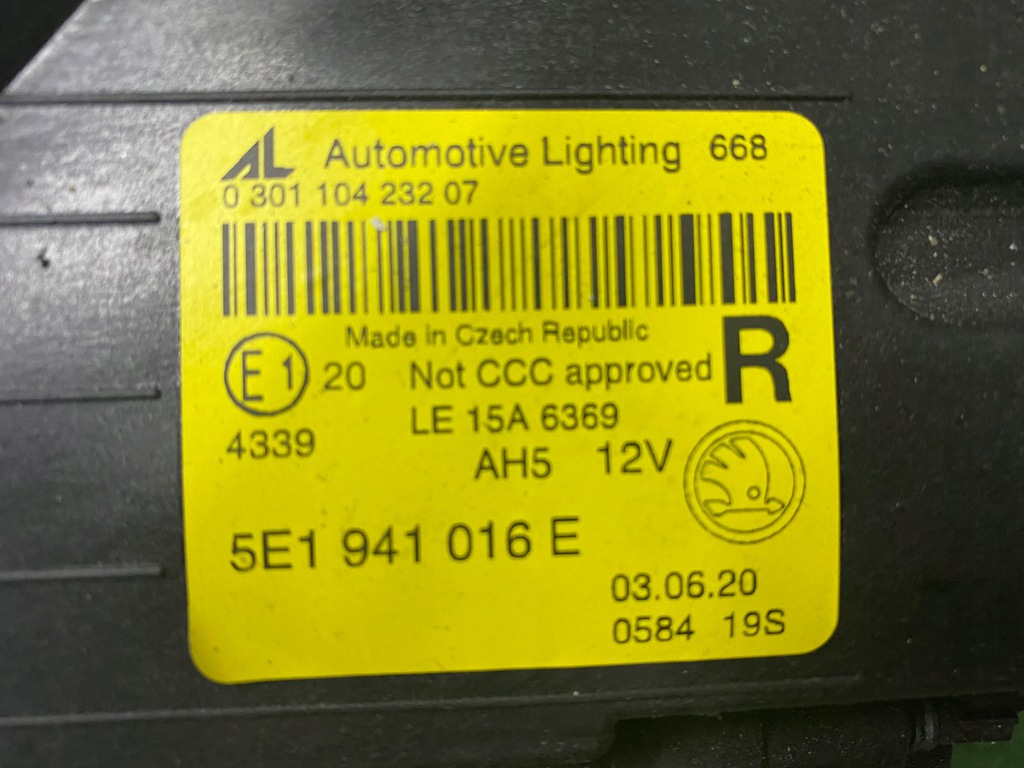 AL Automotive Lighting 668
0 301 104 232 07
Made in Czech Republic
E1 20 Not CCC approved R
4339 LE 15A 6369
AH5 12V
5E1 941 016 E
03.06.20
0584 19S